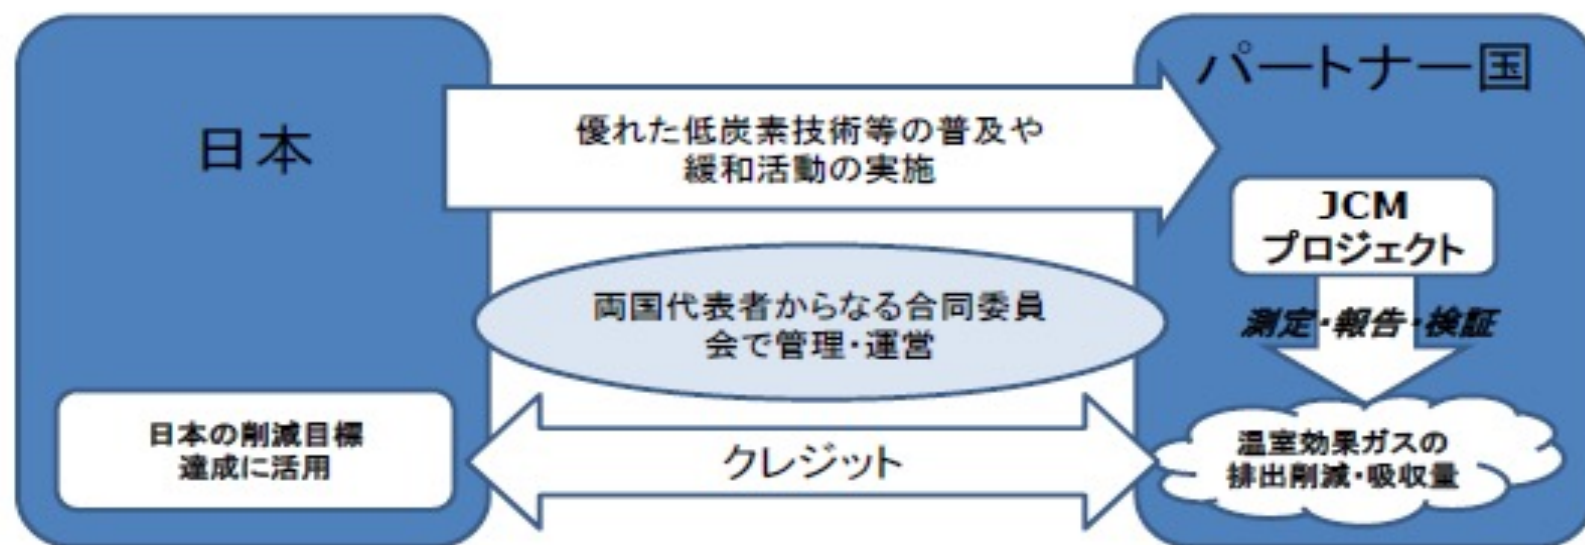 日本
優れた低炭素技術等の普及や
緩和活動の実施
パートナー国
JCM
プロジェクト
測定・報告・検証
両国代表者からなる合同委員
会で管理・運営
日本の削減目標
達成に活用
クレジット
温室効果ガスの
排出削減・吸収量